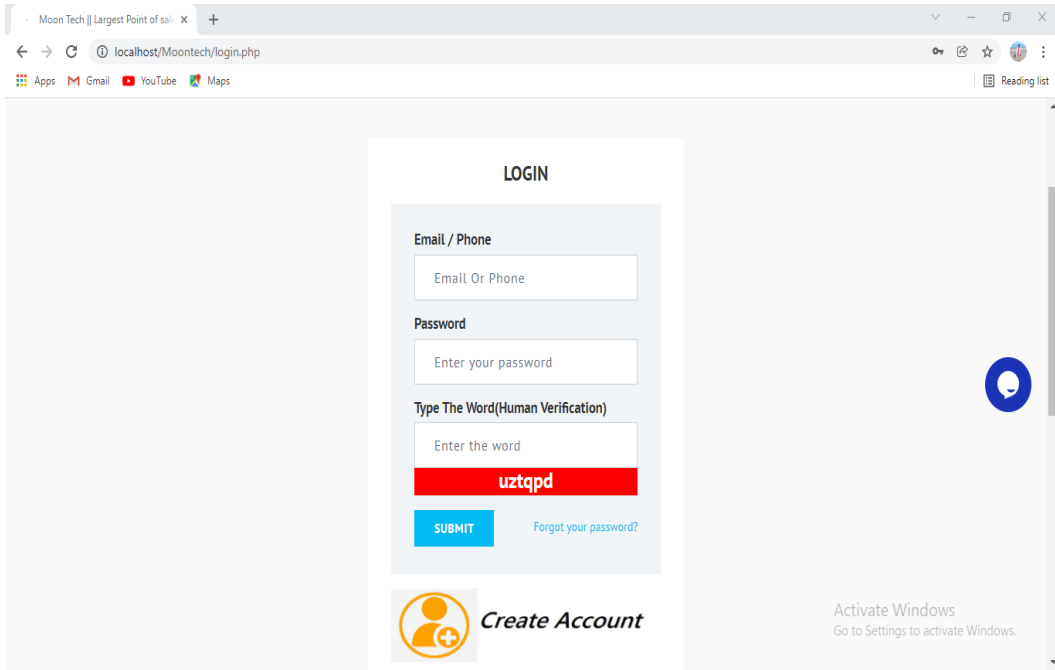 Moon Tech || Largest Point of sal
localhost/Moontech/login.php
Apps Gmail YouTube Maps Reading list
LOGIN
Email / Phone
Email Or Phone
Password
Enter your password
Type The Word(Human Verification)
Enter the word
uztqpd
SUBMIT Forgot your password?
Create Account
Activate Windows
Go to Settings to activate Windows.